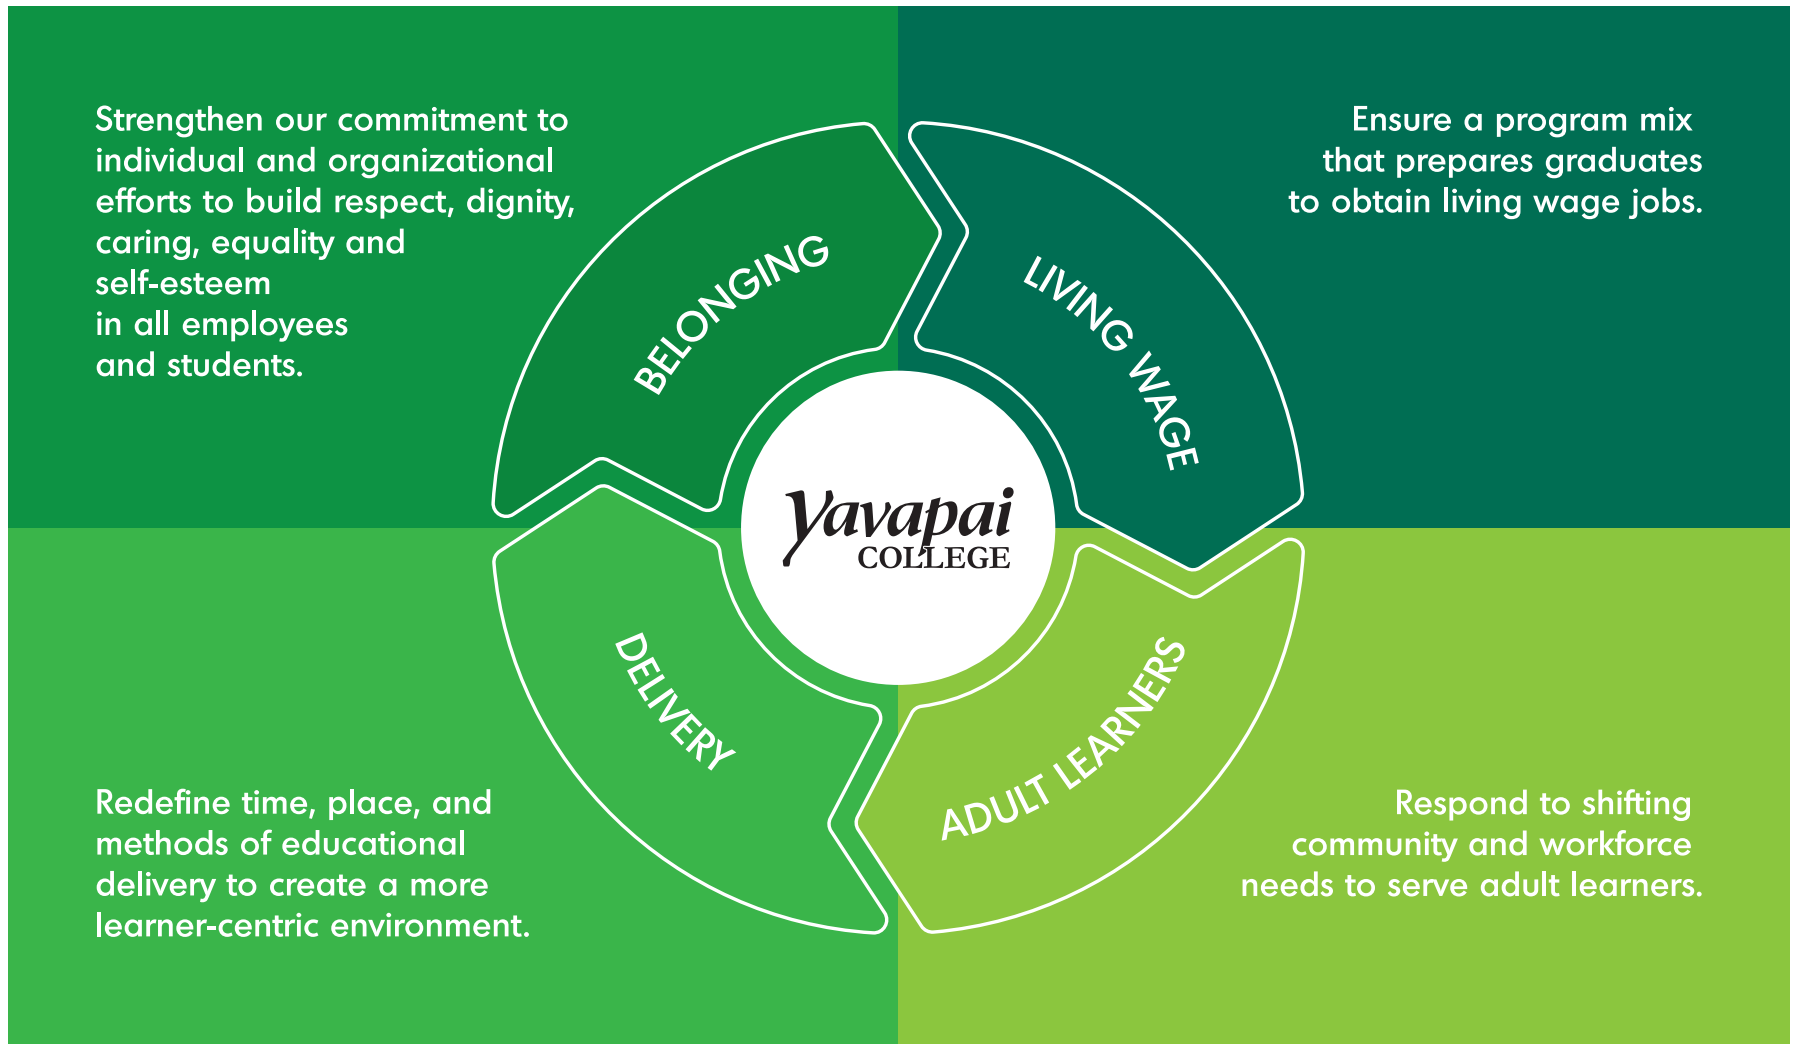 Strengthen our commitment to
individual and organizational
efforts to build respect, dignity,
caring, equality and
self-esteem
in all employees
and students.
BELONGING
Ensure a program mix
that prepares graduates
to obtain living wage jobs.
LIVING WAGE
Yavapai
COLLEGE
DELIVERY
Redefine time, place, and
methods of educational
delivery to create a more
learner-centric environment.
ADULT LEARNERS
Respond to shifting
community and workforce
needs to serve adult learners.